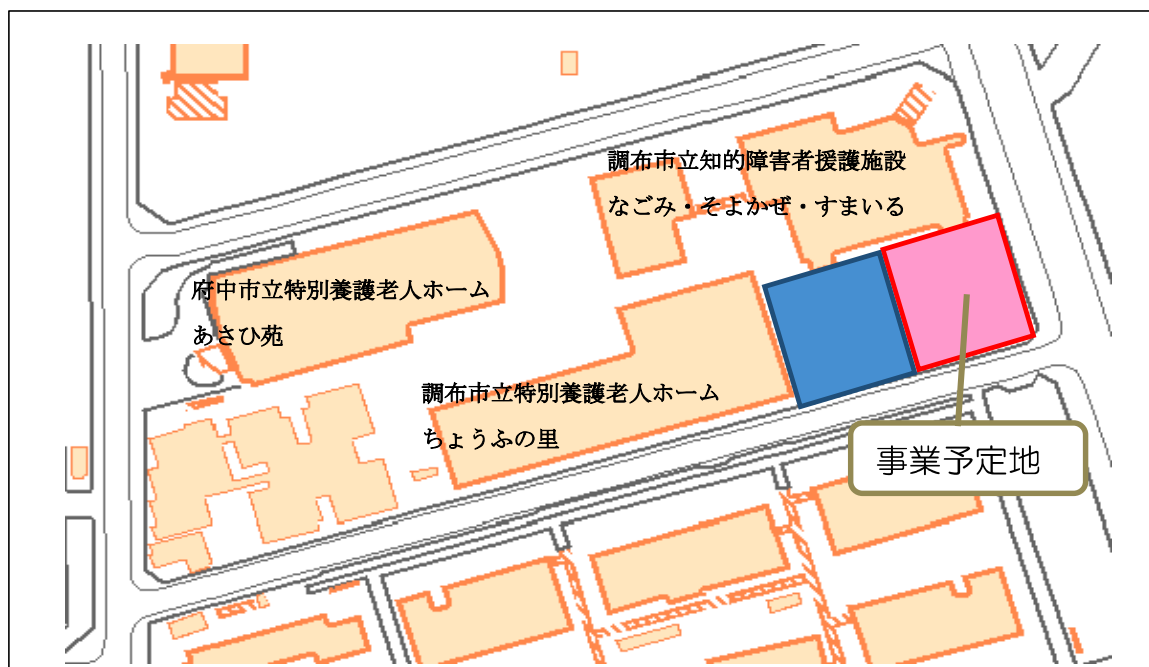 調布市立知的障害者援護施設
なごみ・そよかぜ・すまいる
府中市立特別養護老人ホーム
あさひ苑
調布市立特別養護老人ホーム
ちょうふの里
事業予定地